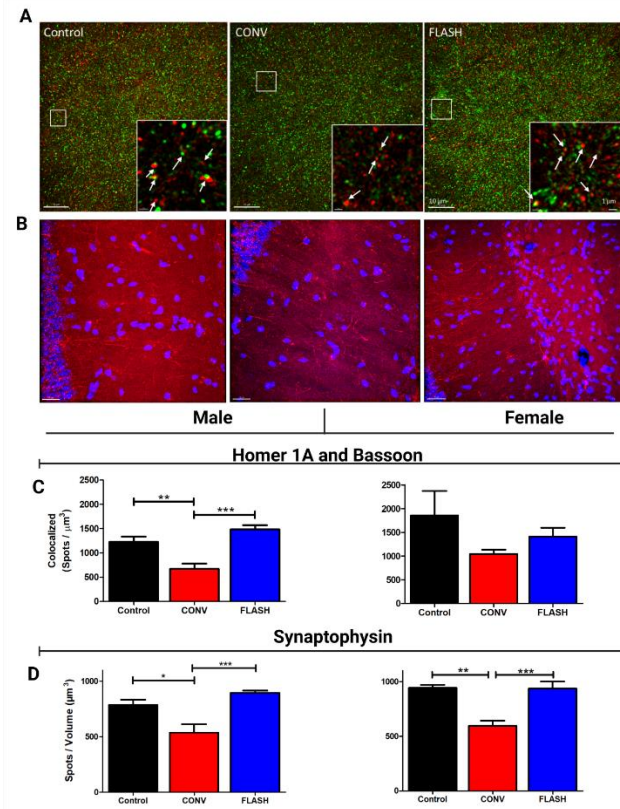 A
Control
CONV
FLASH
10 μm
1 μm
B
Male
Female
Homer 1A and Bassoon
C
Colocalized
(Spots / μm³)
2500
2000
1500
1000
500
0
**
***
Control
CONV
FLASH
2500
2000
1500
1000
500
0
Control
CONV
FLASH
Synaptophysin
D
Spots / Volume (μm³)
1000
500
0
*
***
Control
CONV
FLASH
1000
500
0
**
***
Control
CONV
FLASH